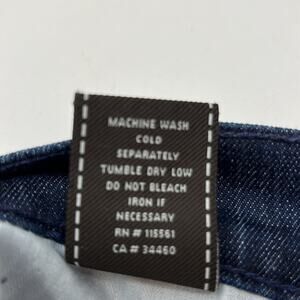 MACHINE WASH
COLD
SEPARATELY
TUMBLE DRY LOW
DO NOT BLEACH
IRON IF
NECESSARY
RN # 115561
CA # 34460